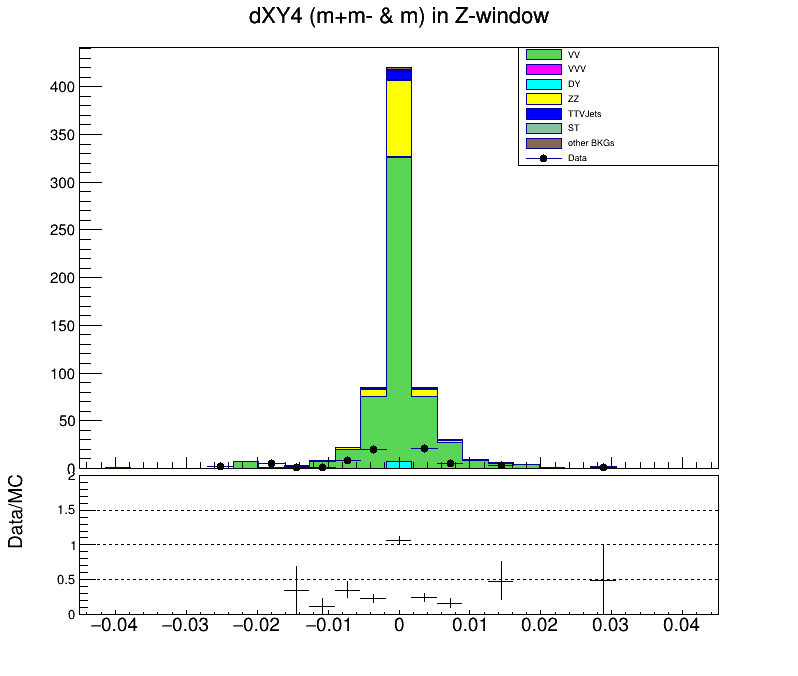 dXY4 (m+m- & m) in Z-window
VV
VVV
DY
ZZ
TTVJets
ST
other BKGs
Data
400
350
300
250
200
150
100
50
0
Data/MC
2
1.5
1
0.5
0
−0.04 −0.03 −0.02 −0.01 0 0.01 0.02 0.03 0.04